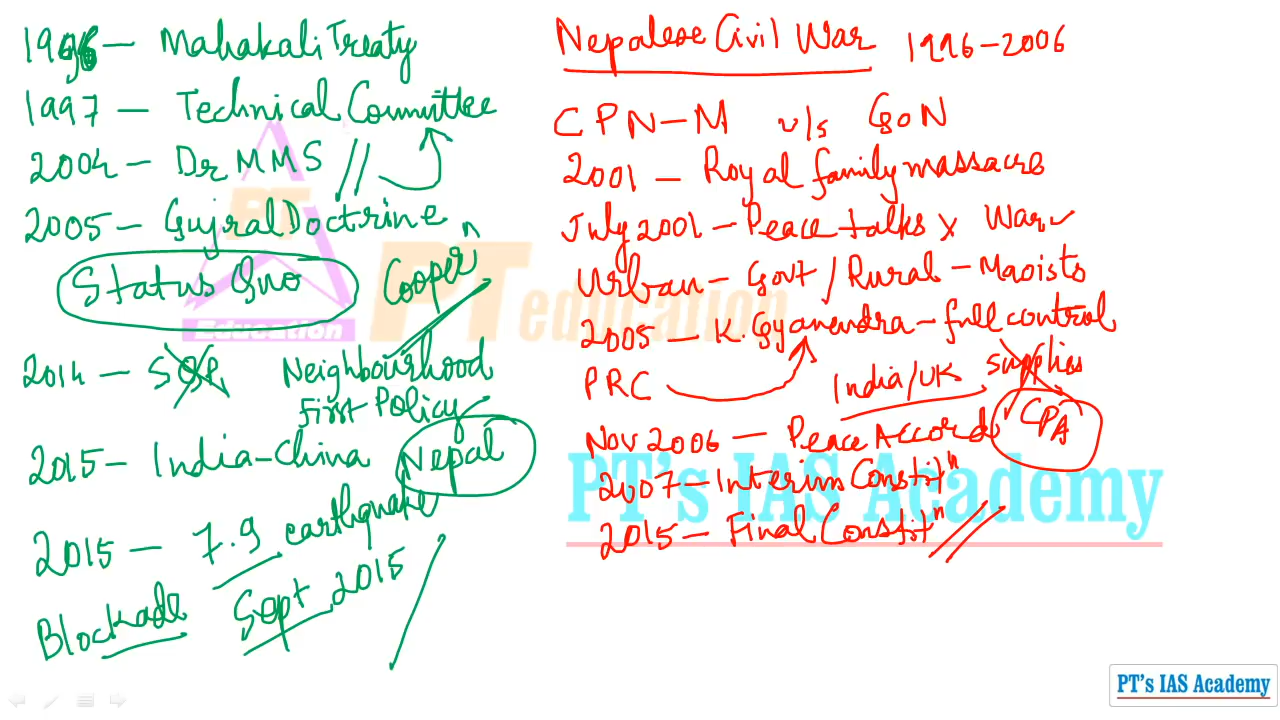 1996 - Mahakali Treaty
1997 - Technical Committee
2004 - Dr MMS
2005 - Gujral Doctrine
Status Quo
Coopern
2014 -
Neighbourhood
First Policy
2015 - India-China Nepal
2015 - 7.9 earthquake
Blockade Sept 2015
Nepalese Civil War 1996-2006
CPN-M v/s GoN
2001 - Royal family massacre
July 2001 - Peace talks x War
Urban - Govt / Rural - Maoists
2005 - K. Gyanendra - full control
PRC India/UK supplies
Nov 2006 - Peace Accord CPA
2007 - Interim Constitn
2015 - Final Constitn
PT education
Education
PT's IAS Academy
PT's IAS Academy